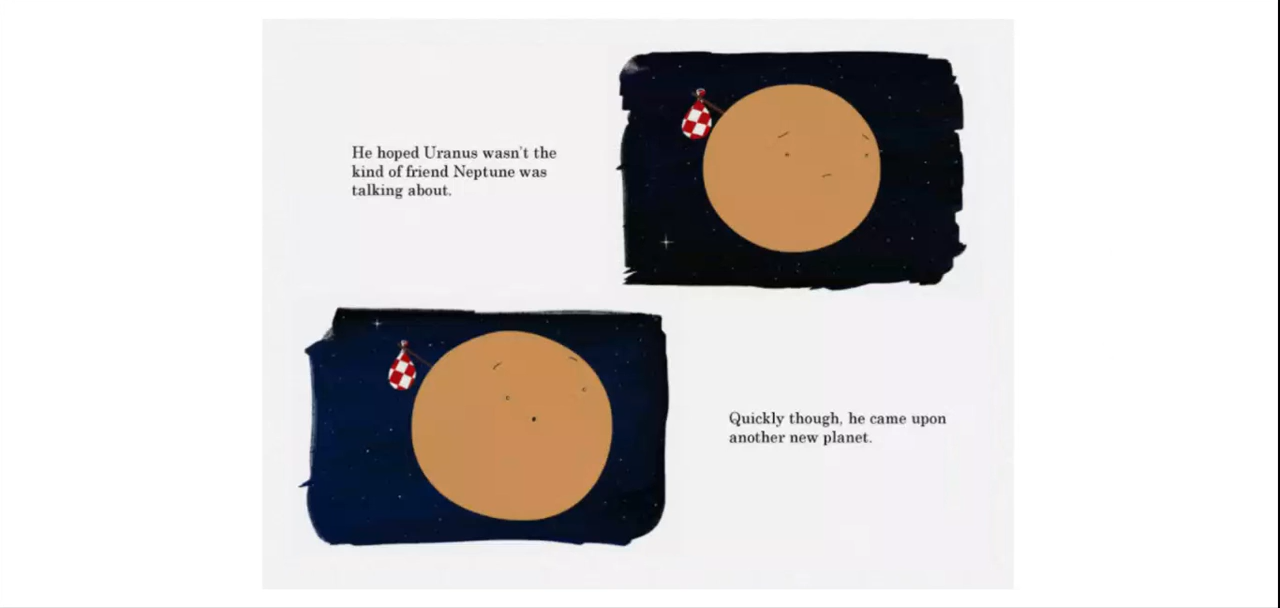 He hoped Uranus wasn't the
kind of friend Neptune was
talking about.
Quickly though, he came upon
another new planet.